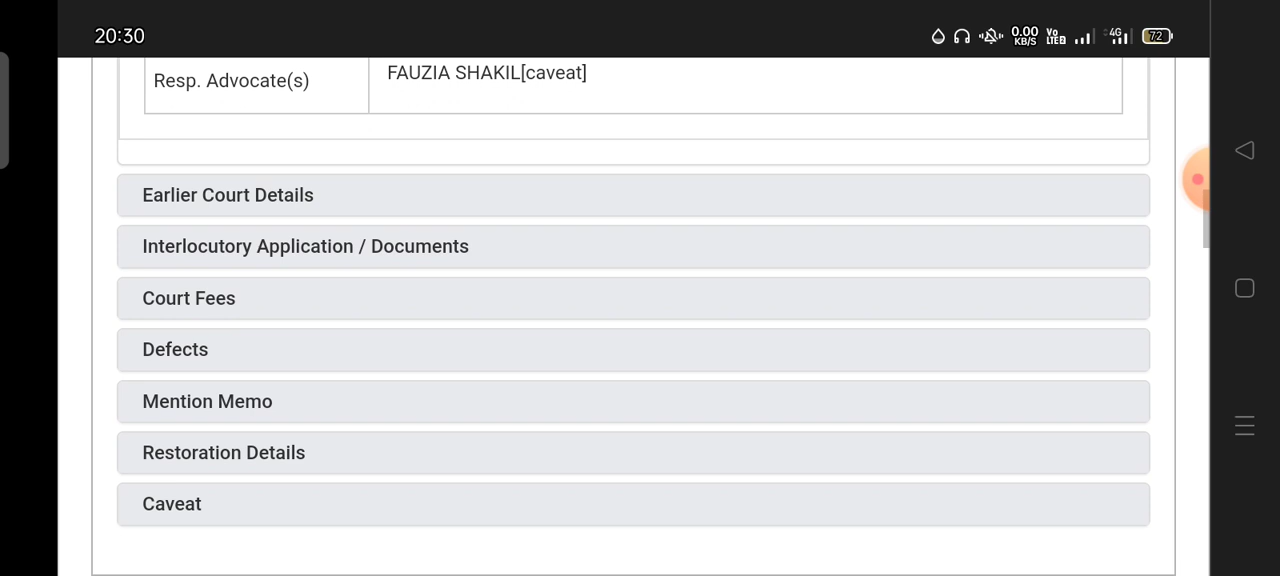 20:30
0.00
KB/S
Vo
LTE2
4G
72
Resp. Advocate(s)
FAUZIA SHAKIL[caveat]
Earlier Court Details
Interlocutory Application / Documents
Court Fees
Defects
Mention Memo
Restoration Details
Caveat